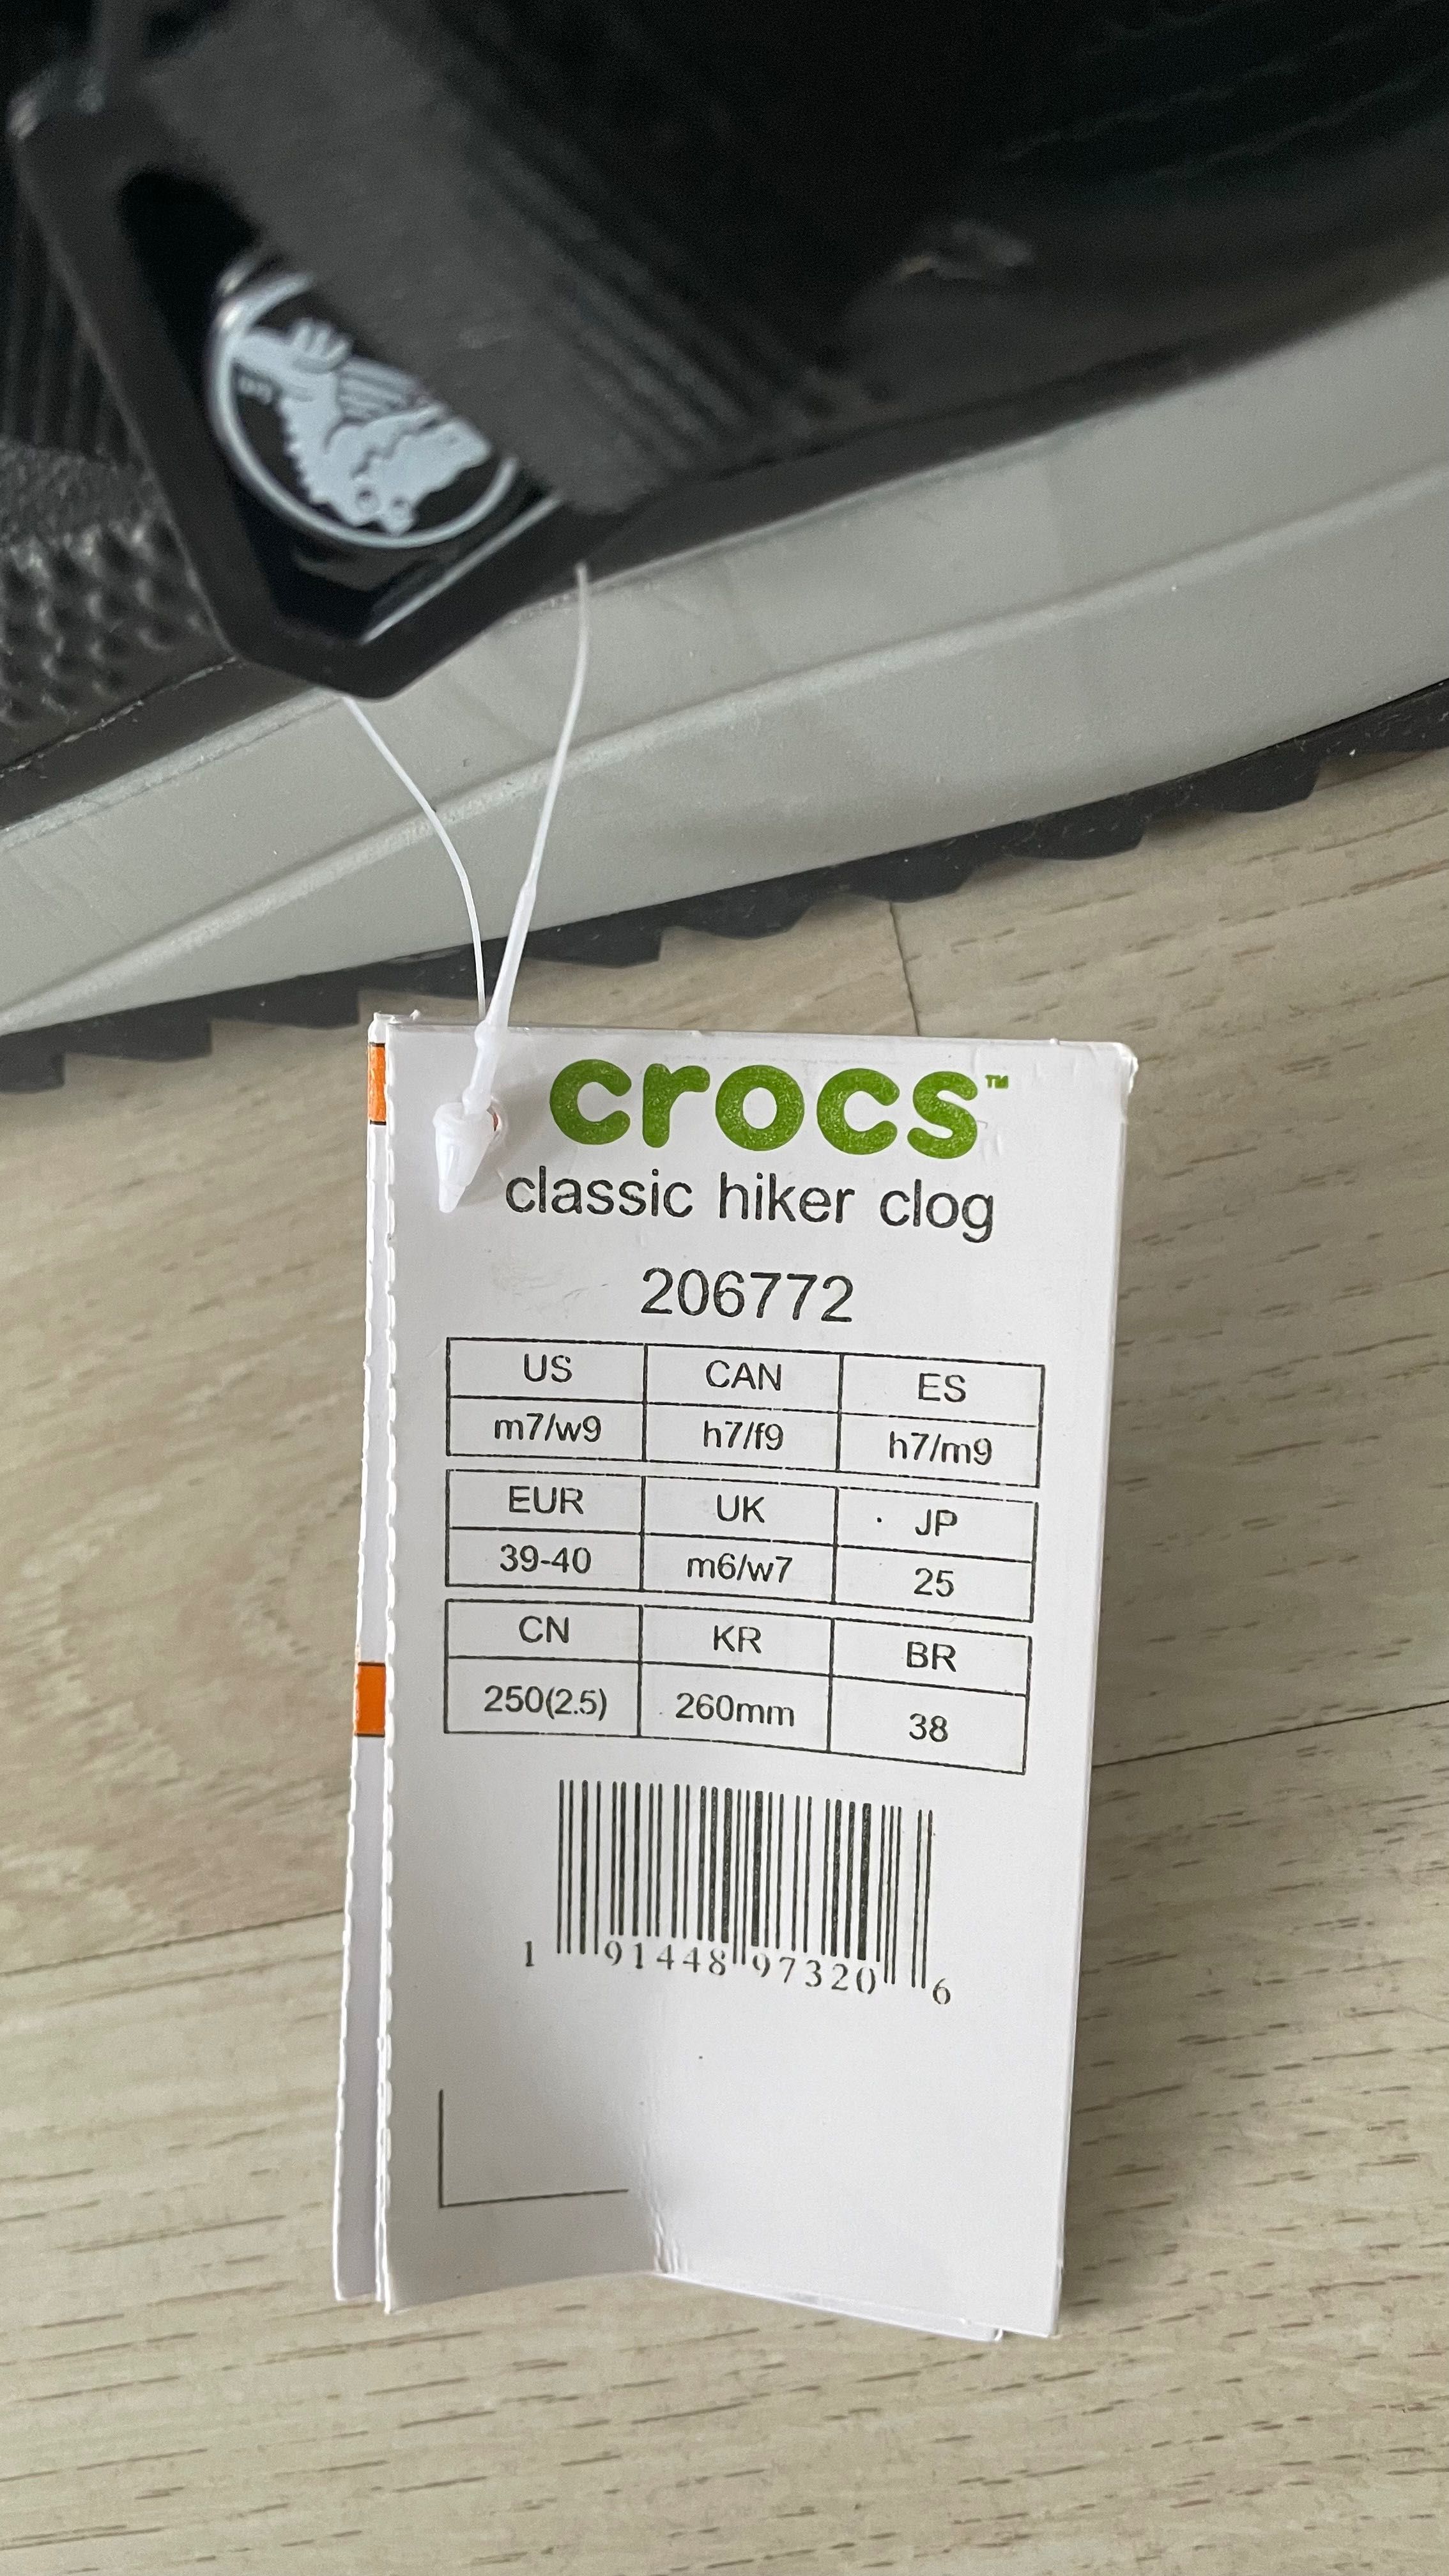 crocs™
classic hiker clog
206772
US CAN ES
m7/w9 h7/f9 h7/m9
EUR UK JP
39-40 m6/w7 25
CN KR BR
250(2.5) 260mm 38
1 91448 97320 6